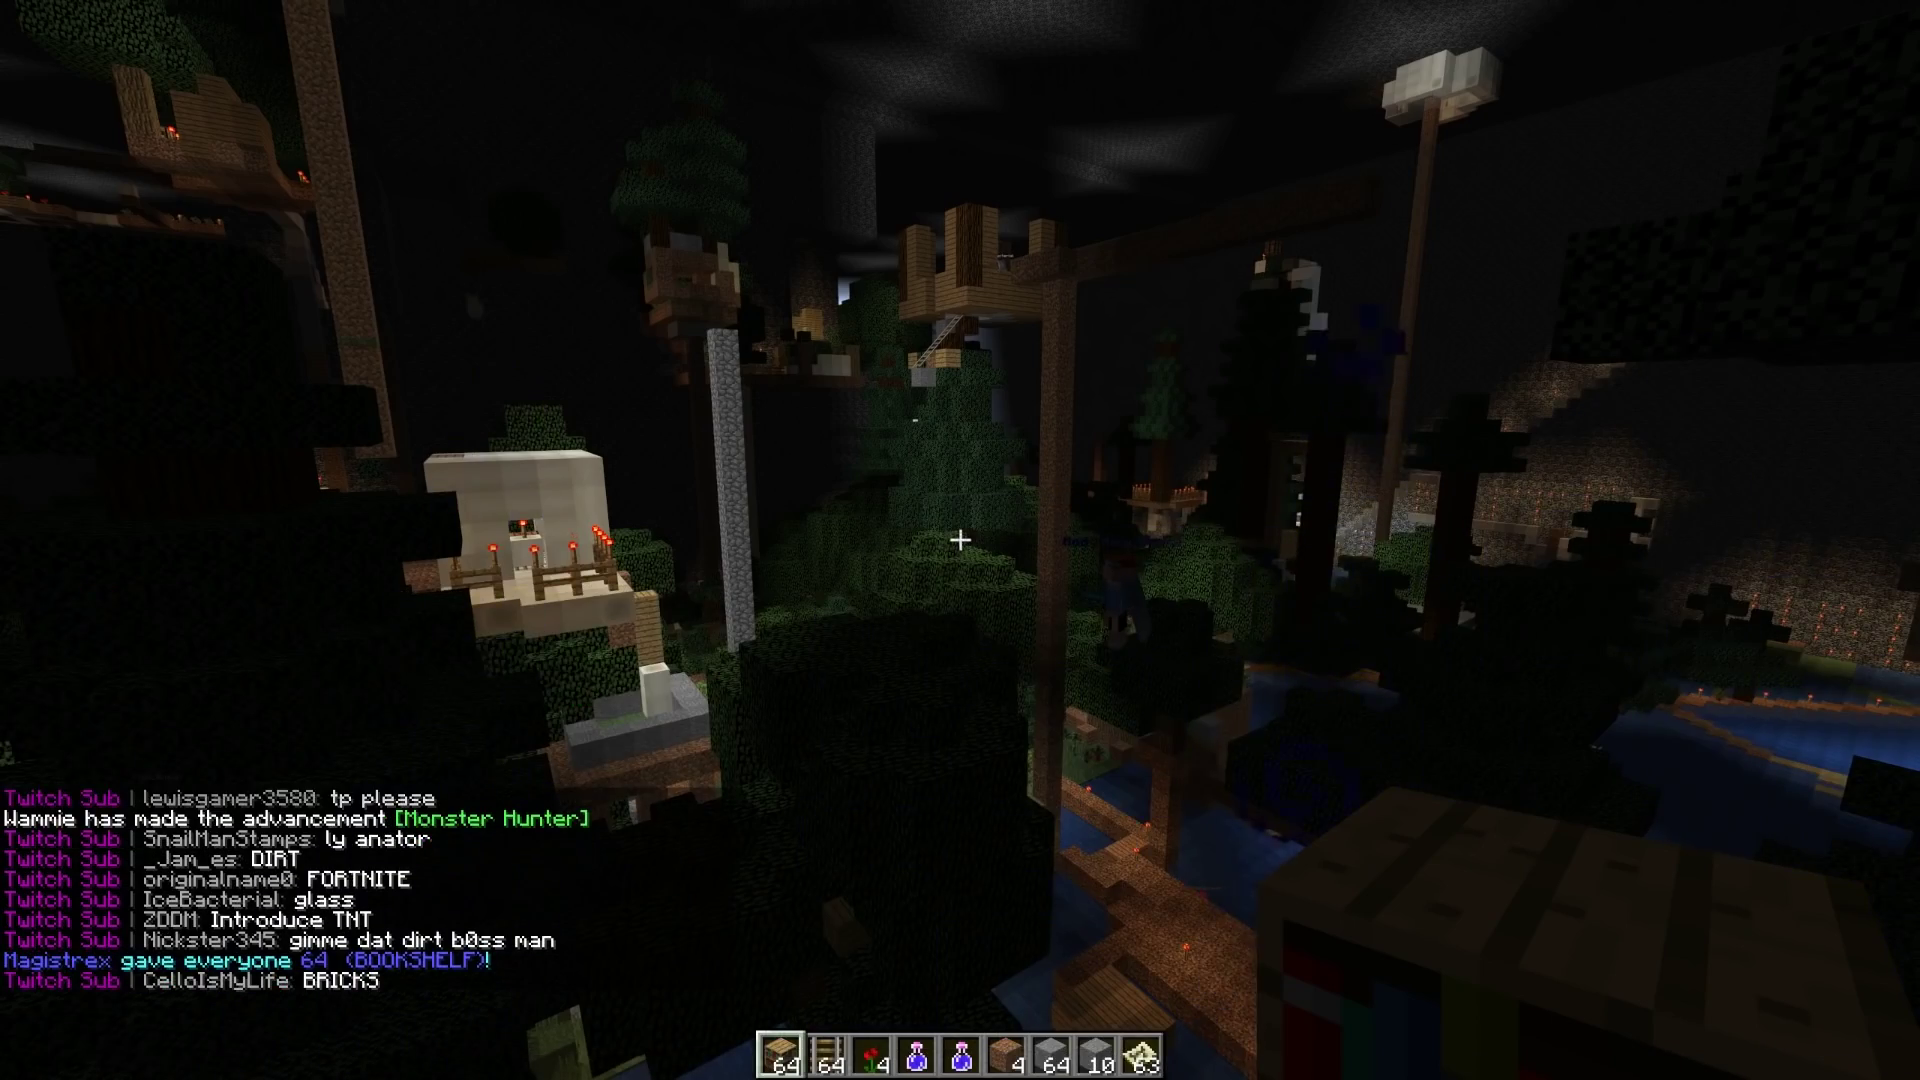 Twitch Sub | lewisgamer3580: tp please
Wammie has made the advancement [Monster Hunter]
Twitch Sub | SnailManStamps: ly anator
Twitch Sub | _Jam_es: DIRT
Twitch Sub | originalname0: FORTNITE
Twitch Sub | IceBacterial: glass
Twitch Sub | ZDDM: Introduce TNT
Twitch Sub | Nickster345: gimme dat dirt b0ss man
Magistrex gave everyone 64 (BOOKSHELF)!
Twitch Sub | CelloIsMyLife: BRICKS
64 64 4 4 64 10 63